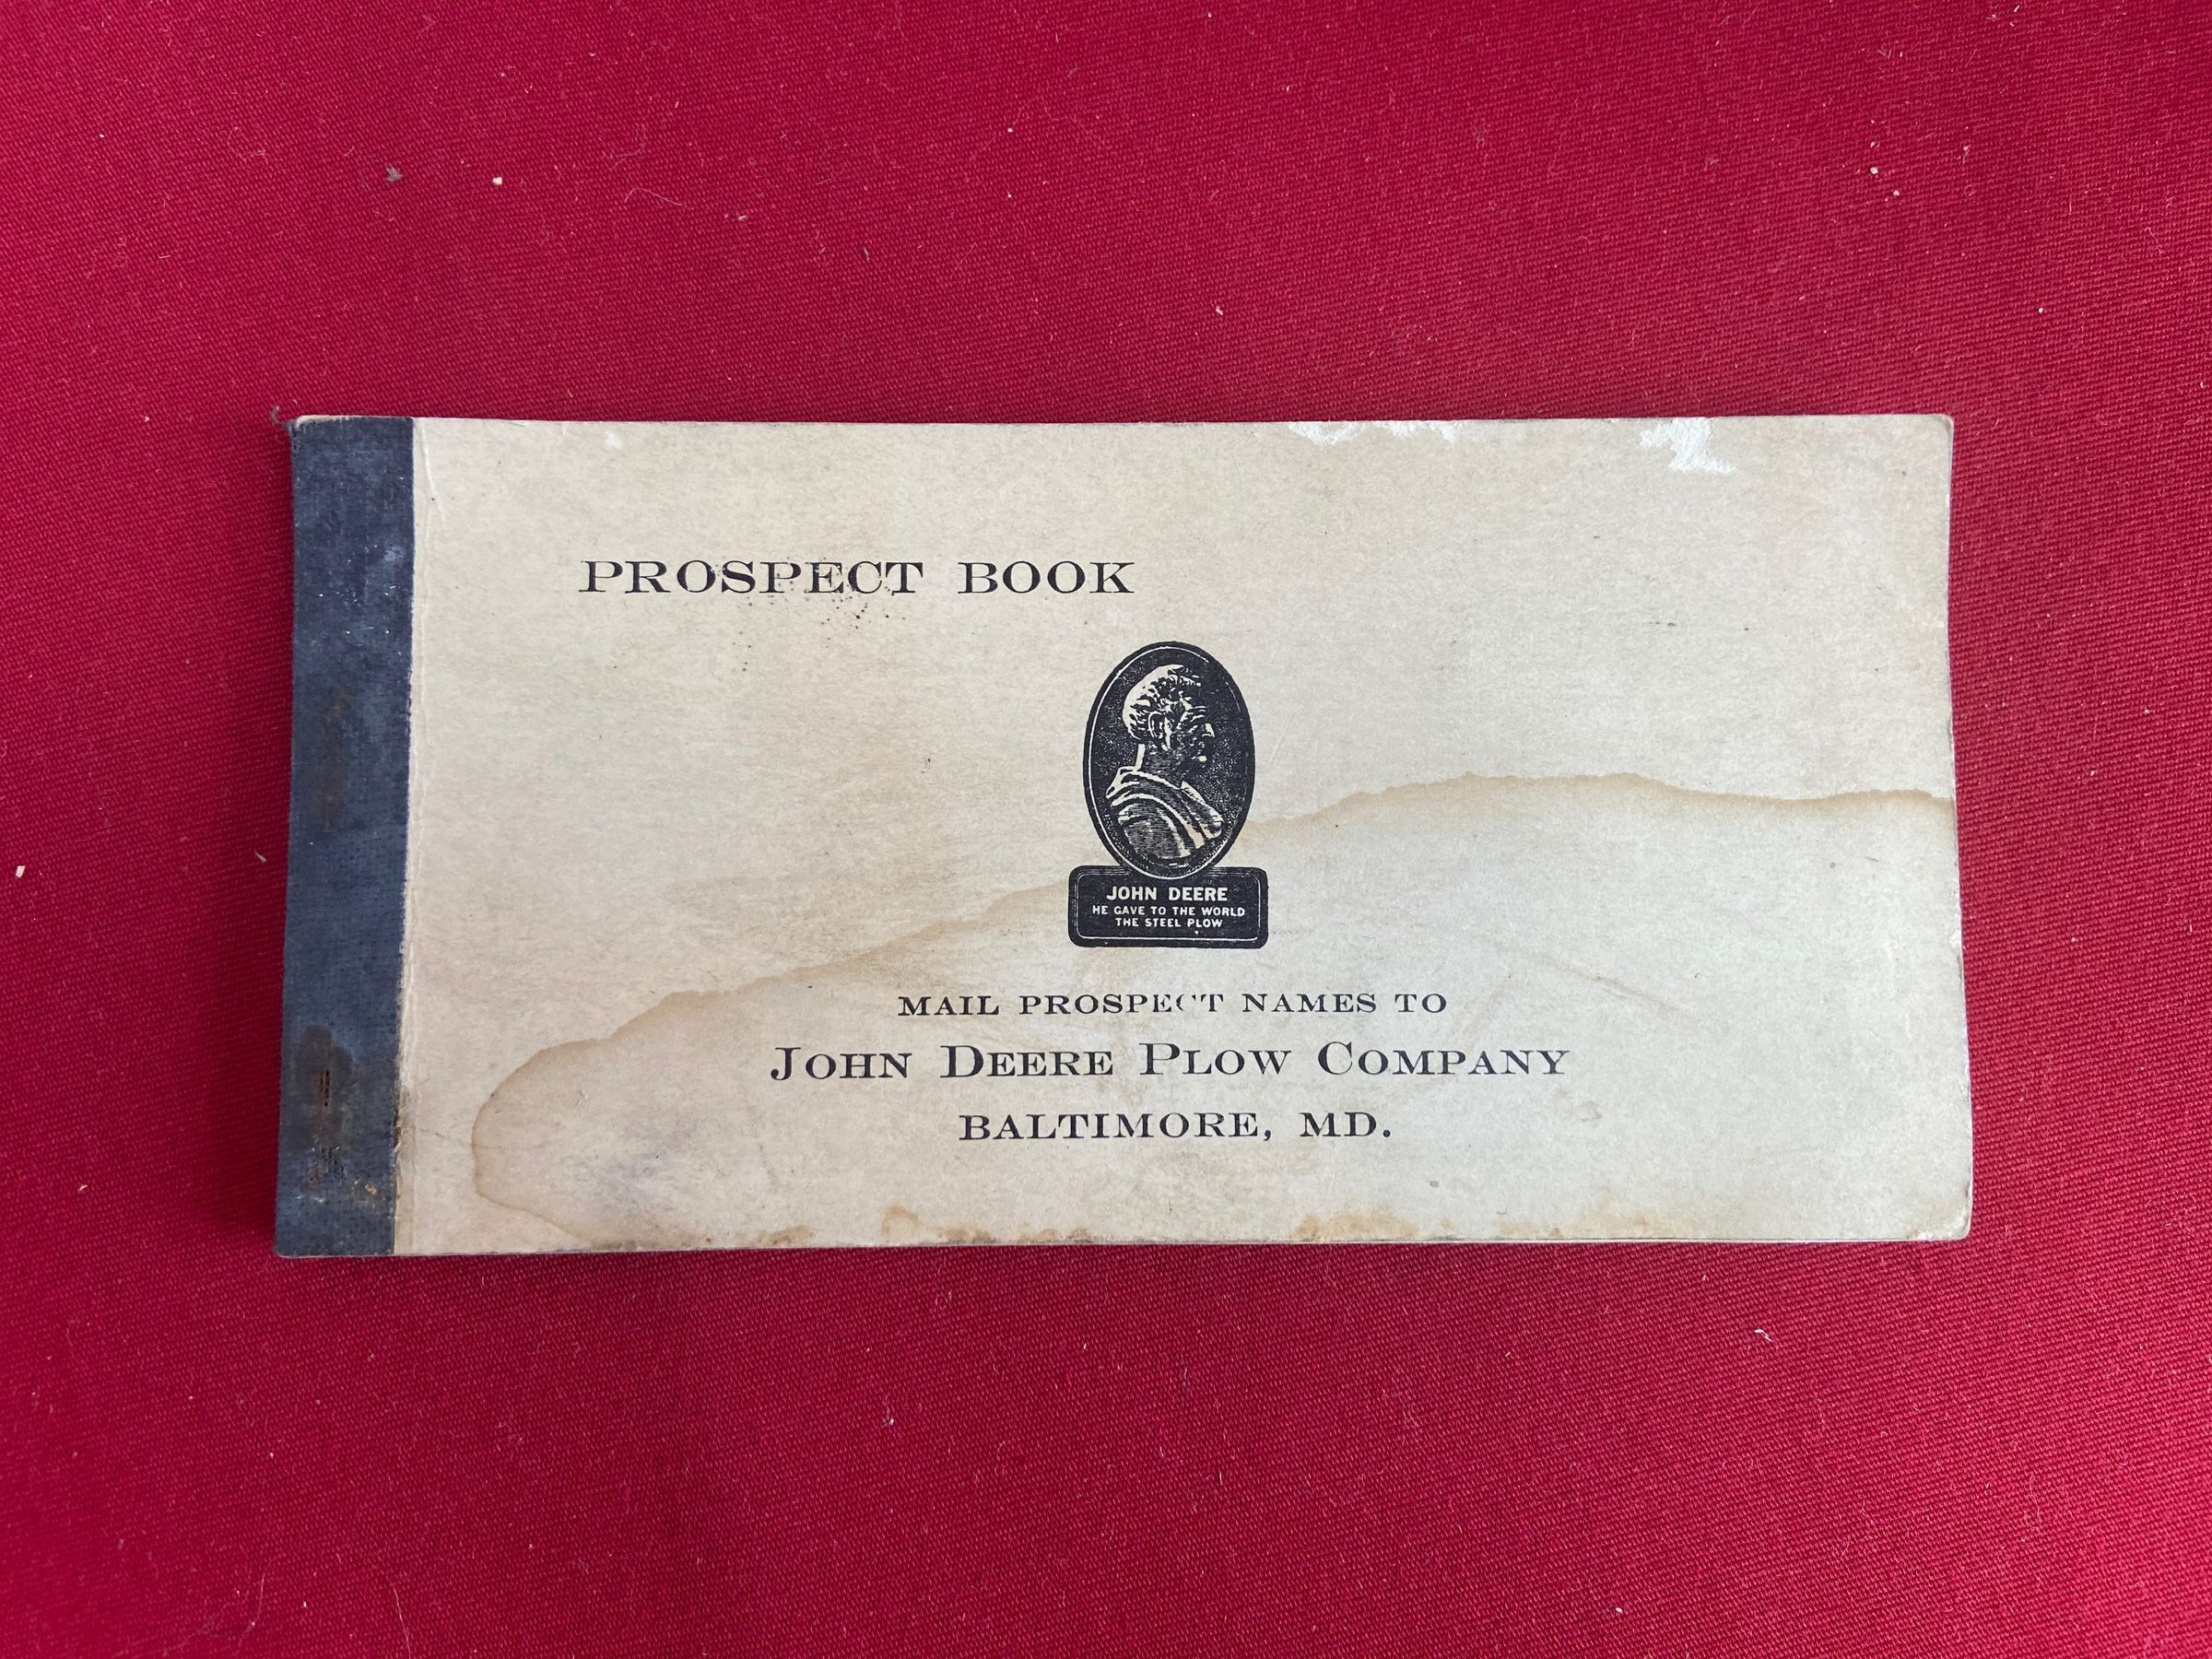 PROSPECT BOOK
JOHN DEERE
HE GAVE TO THE WORLD
THE STEEL PLOW
MAIL PROSPECT NAMES TO
JOHN DEERE PLOW COMPANY
BALTIMORE, MD.